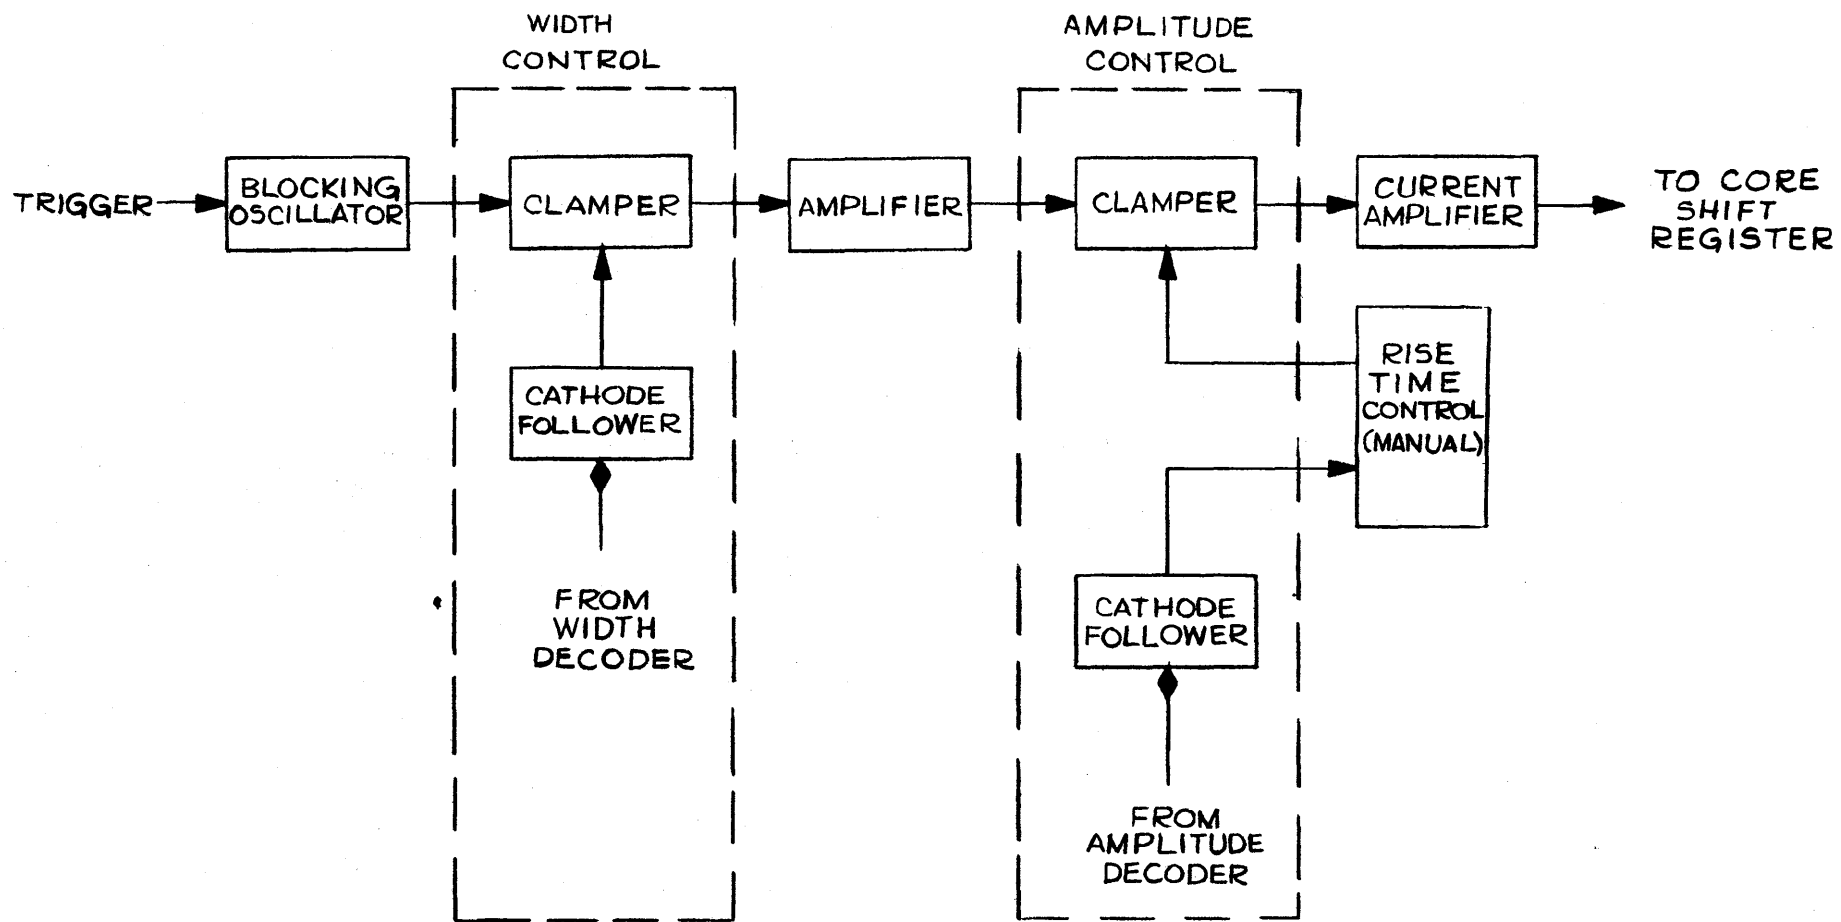 WIDTH
CONTROL
AMPLITUDE
CONTROL
TRIGGER
BLOCKING
OSCILLATOR
CLAMPER
AMPLIFIER
CLAMPER
CURRENT
AMPLIFIER
TO CORE
SHIFT
REGISTER
CATHODE
FOLLOWER
RISE
TIME
CONTROL
(MANUAL)
FROM
WIDTH
DECODER
CATHODE
FOLLOWER
FROM
AMPLITUDE
DECODER